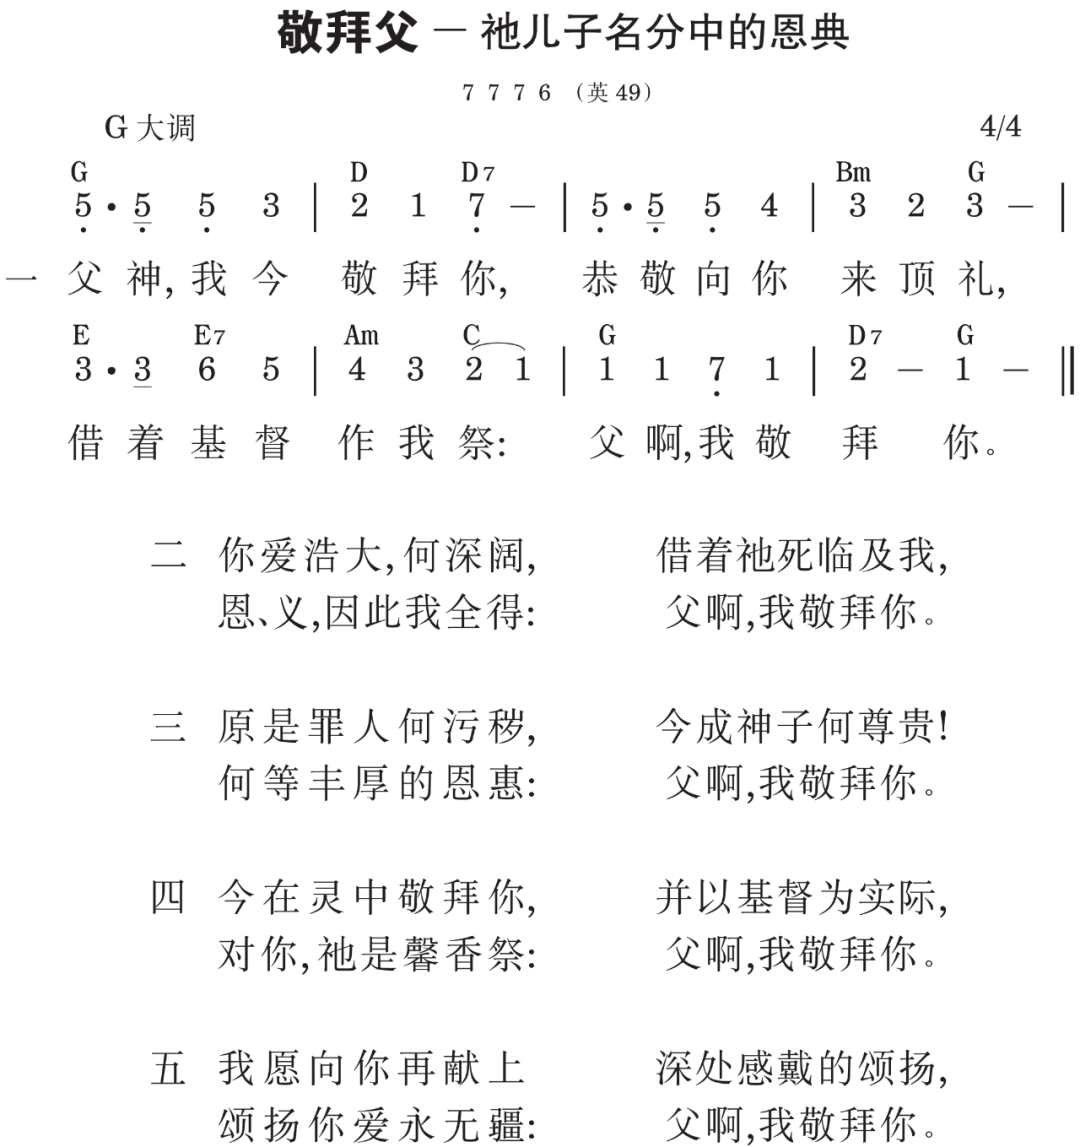 敬拜父 — 祂儿子名分中的恩典
7 7 7 6 （英 49）
G 大调 4/4
G D D7 Bm G
5̣ · 5̣ 5̣ 3 | 2 1 7̣ — | 5̣ · 5̣ 5̣ 4 | 3 2 3 — |
一 父 神, 我 今 敬 拜 你, 恭 敬 向 你 来 顶 礼,
E E7 Am C G D7 G
3 · 3 6 5 | 4 3 2 1 | 1 1 7̣ 1 | 2 — 1 — ‖
借 着 基 督 作 我 祭: 父 啊, 我 敬 拜 你。
二 你爱浩大, 何深阔, 借着祂死临及我,
恩、义, 因此我全得: 父啊, 我敬拜你。
三 原是罪人何污秽, 今成神子何尊贵!
何等丰厚的恩惠: 父啊, 我敬拜你。
四 今在灵中敬拜你, 并以基督为实际,
对你, 祂是馨香祭: 父啊, 我敬拜你。
五 我愿向你再献上 深处感戴的颂扬,
颂扬你爱永无疆: 父啊, 我敬拜你。